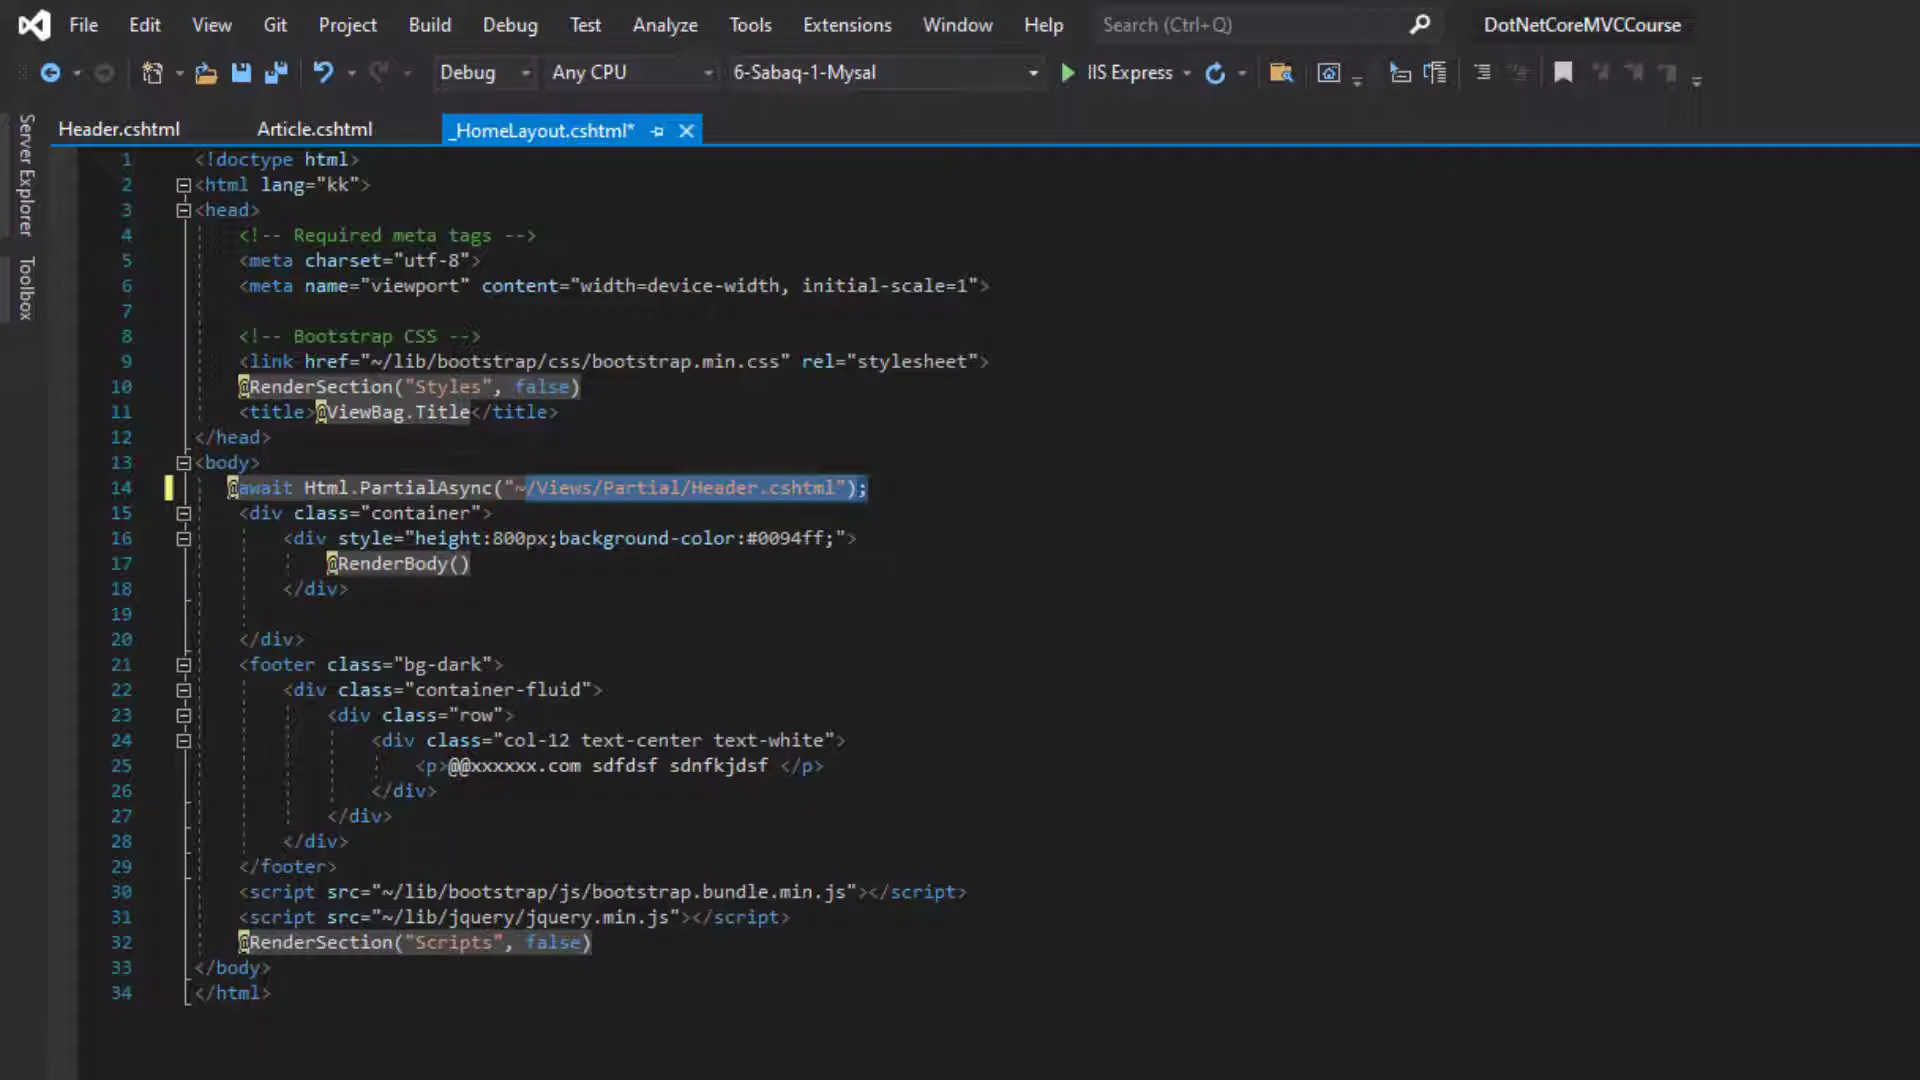 File Edit View Git Project Build Debug Test Analyze Tools Extensions Window Help Search (Ctrl+Q) DotNetCoreMVCCourse
Debug Any CPU 6-Sabaq-1-Mysal IIS Express
Server Explorer
Toolbox
Header.cshtml Article.cshtml _HomeLayout.cshtml*
1 <!doctype html>
2 <html lang="kk">
3 <head>
4 <!-- Required meta tags -->
5 <meta charset="utf-8">
6 <meta name="viewport" content="width=device-width, initial-scale=1">
7
8 <!-- Bootstrap CSS -->
9 <link href="~/lib/bootstrap/css/bootstrap.min.css" rel="stylesheet">
10 @RenderSection("Styles", false)
11 <title>@ViewBag.Title</title>
12 </head>
13 <body>
14 @await Html.PartialAsync("~/Views/Partial/Header.cshtml");
15 <div class="container">
16 <div style="height:800px;background-color:#0094ff;">
17 @RenderBody()
18 </div>
19
20 </div>
21 <footer class="bg-dark">
22 <div class="container-fluid">
23 <div class="row">
24 <div class="col-12 text-center text-white">
25 <p>@@xxxxxx.com sdfdsf sdnfkjdsf </p>
26 </div>
27 </div>
28 </div>
29 </footer>
30 <script src="~/lib/bootstrap/js/bootstrap.bundle.min.js"></script>
31 <script src="~/lib/jquery/jquery.min.js"></script>
32 @RenderSection("Scripts", false)
33 </body>
34 </html>